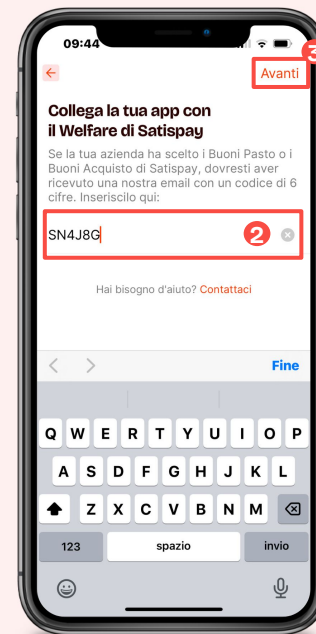 09:44
3
Avanti
Collega la tua app con
il Welfare di Satispay
Se la tua azienda ha scelto i Buoni Pasto o i
Buoni Acquisto di Satispay, dovresti aver
ricevuto una nostra email con un codice di 6
cifre. Inseriscilo qui:
SN4J8G
2
Hai bisogno d'aiuto? Contattaci
Fine
Q W E R T Y U I O P
A S D F G H J K L
Z X C V B N M
123 spazio invio